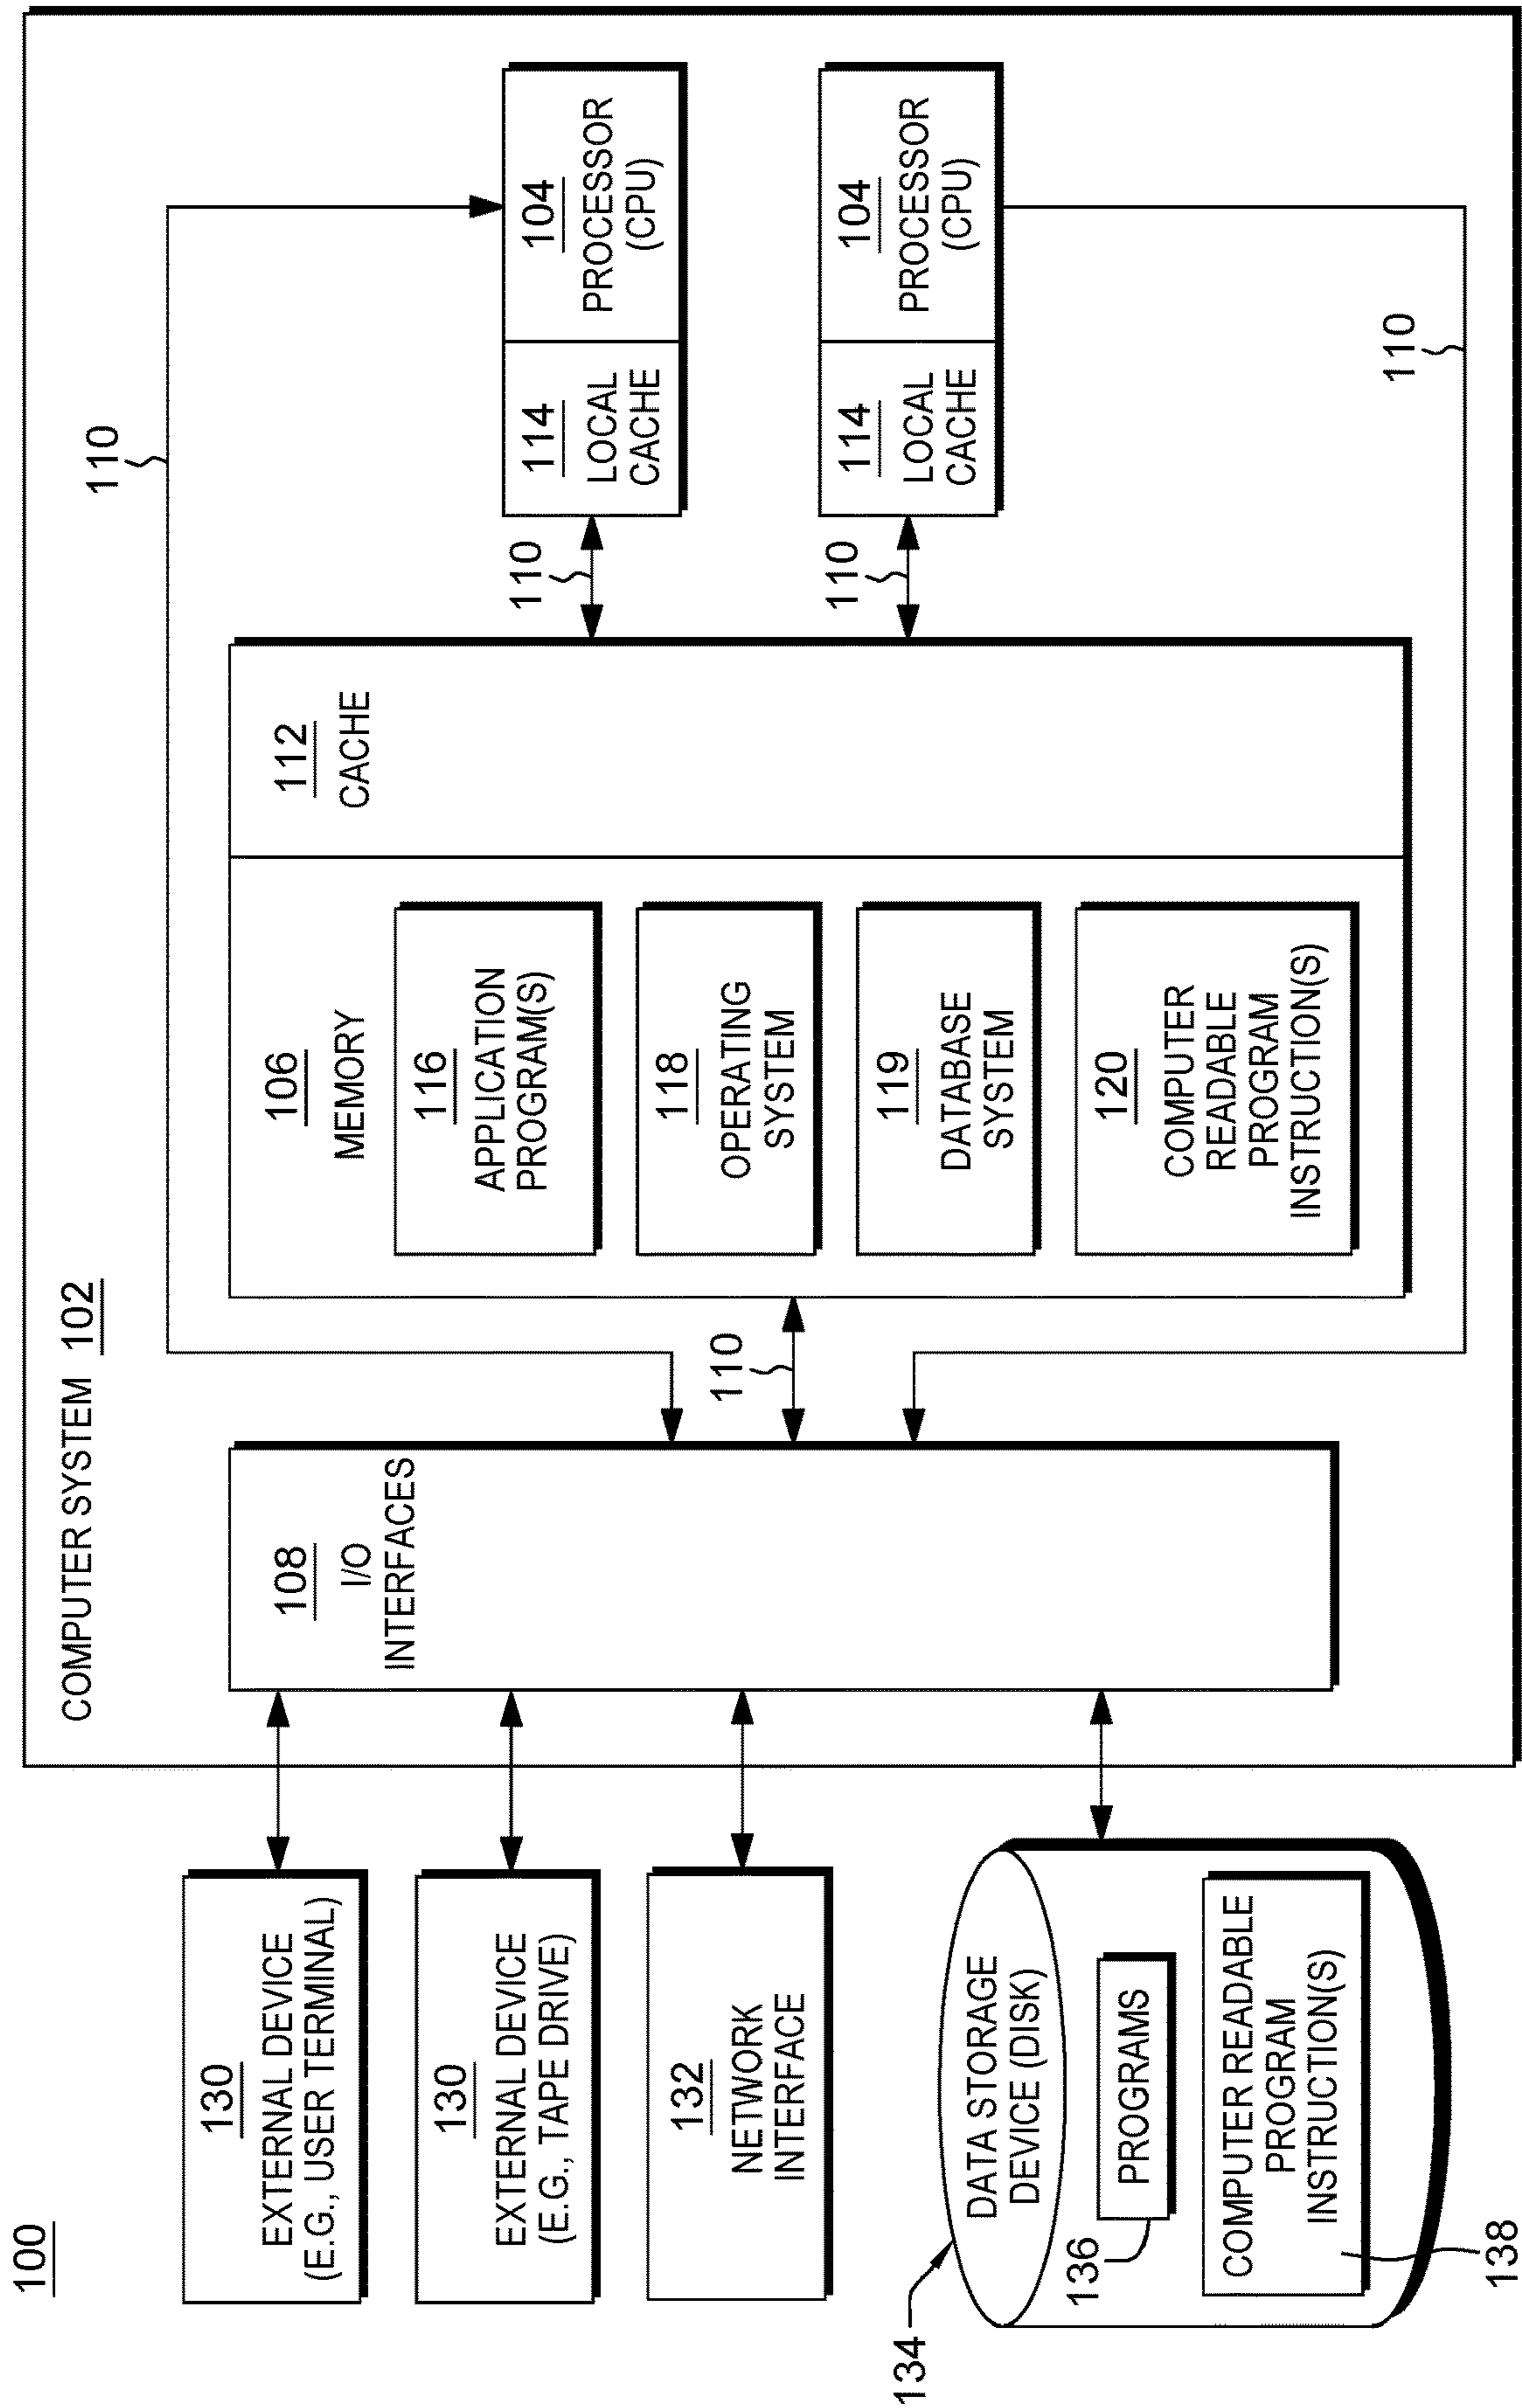 100
COMPUTER SYSTEM 102
130
EXTERNAL DEVICE
(E.G., USER TERMINAL)
130
EXTERNAL DEVICE
(E.G., TAPE DRIVE)
132
NETWORK
INTERFACE
134
DATA STORAGE
DEVICE (DISK)
136
PROGRAMS
COMPUTER READABLE
PROGRAM
INSTRUCTION(S)
138
108
I/O
INTERFACES
110
110
106
MEMORY
116
APPLICATION
PROGRAM(S)
118
OPERATING
SYSTEM
119
DATABASE
SYSTEM
120
COMPUTER
READABLE
PROGRAM
INSTRUCTION(S)
112
CACHE
110
110
114
LOCAL
CACHE
104
PROCESSOR
(CPU)
114
LOCAL
CACHE
104
PROCESSOR
(CPU)
110